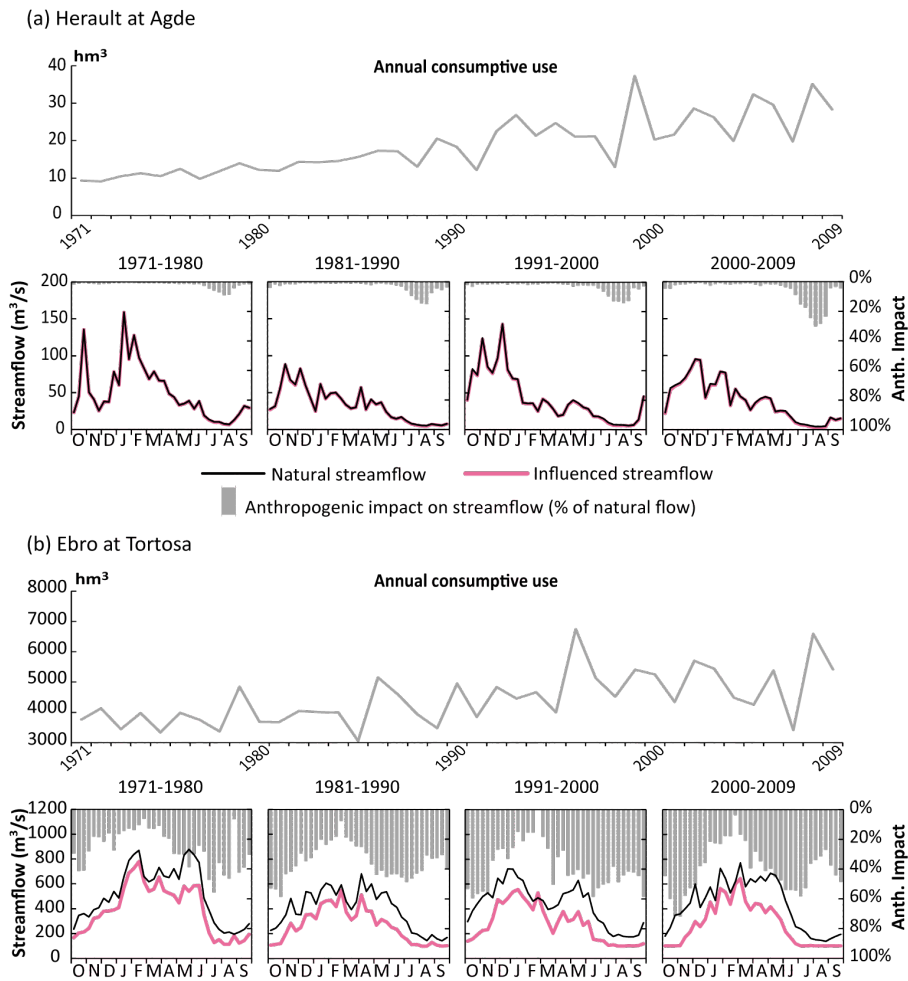 (a) Herault at Agde
hm³
Annual consumptive use
40
30
20
10
0
1971 1980 1990 2000 2009
1971-1980 1981-1990 1991-2000 2000-2009
Streamflow (m³/s)
200
150
100
50
0
0%
20%
40%
60%
80%
100%
Anth. Impact
O N D J F M A M J J A S O N D J F M A M J J A S O N D J F M A M J J A S O N D J F M A M J J A S
Natural streamflow Influenced streamflow
Anthropogenic impact on streamflow (% of natural flow)
(b) Ebro at Tortosa
hm³
Annual consumptive use
8000
7000
6000
5000
4000
3000
1971 1980 1990 2000 2009
1971-1980 1981-1990 1991-2000 2000-2009
Streamflow (m³/s)
1200
1000
800
600
400
200
0
0%
20%
40%
60%
80%
100%
Anth. Impact
O N D J F M A M J J A S O N D J F M A M J J A S O N D J F M A M J J A S O N D J F M A M J J A S